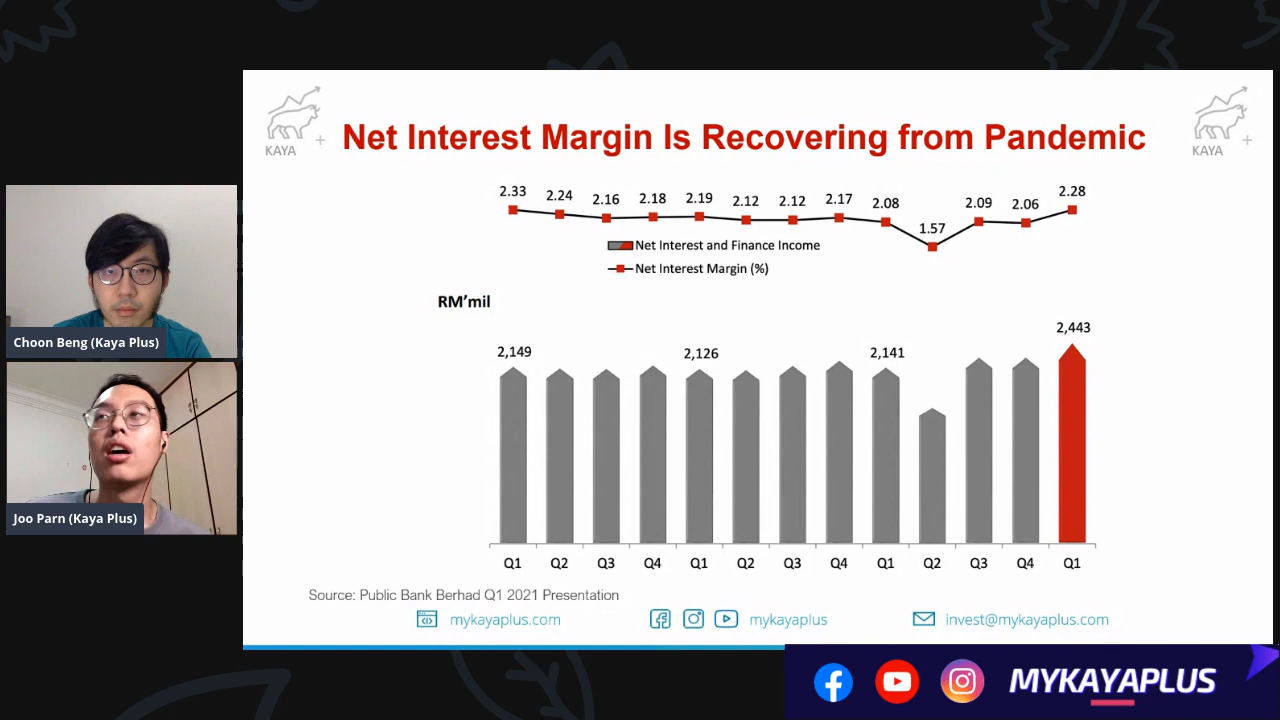 KAYA +
Net Interest Margin Is Recovering from Pandemic
KAYA +
2.33 2.24 2.16 2.18 2.19 2.12 2.12 2.17 2.08 1.57 2.09 2.06 2.28
Net Interest and Finance Income
Net Interest Margin (%)
RM'mil
2,149 2,126 2,141 2,443
Q1 Q2 Q3 Q4 Q1 Q2 Q3 Q4 Q1 Q2 Q3 Q4 Q1
Source: Public Bank Berhad Q1 2021 Presentation
mykayaplus.com mykayaplus invest@mykayaplus.com
Choon Beng (Kaya Plus)
Joo Parn (Kaya Plus)
MYKAYAPLUS